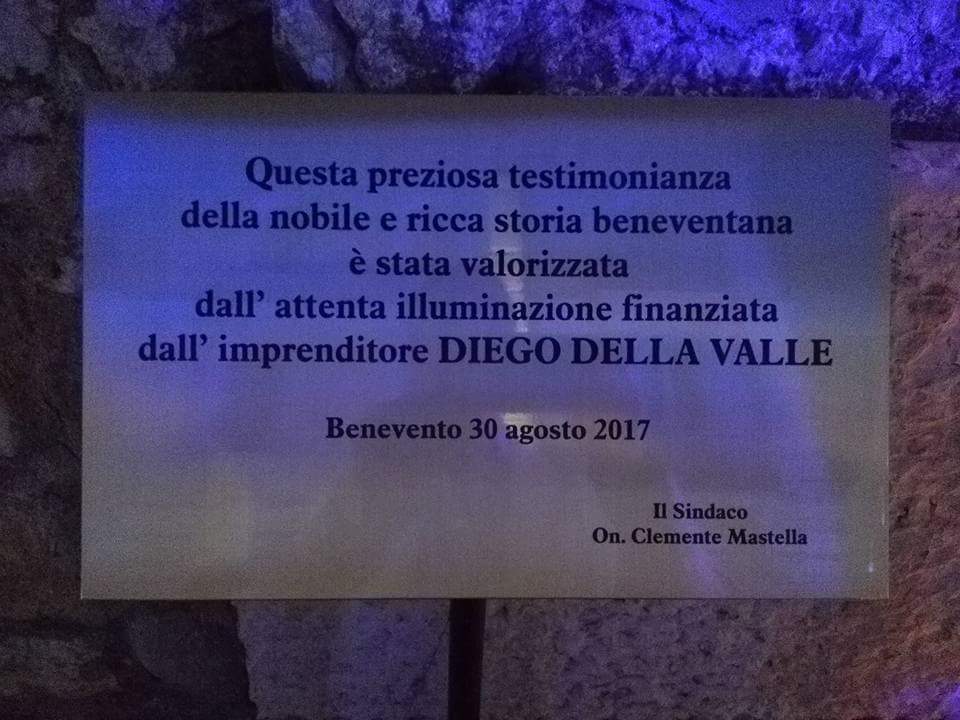 Questa preziosa testimonianza
della nobile e ricca storia beneventana
è stata valorizzata
dall' attenta illuminazione finanziata
dall' imprenditore DIEGO DELLA VALLE
Benevento 30 agosto 2017
Il Sindaco
On. Clemente Mastella